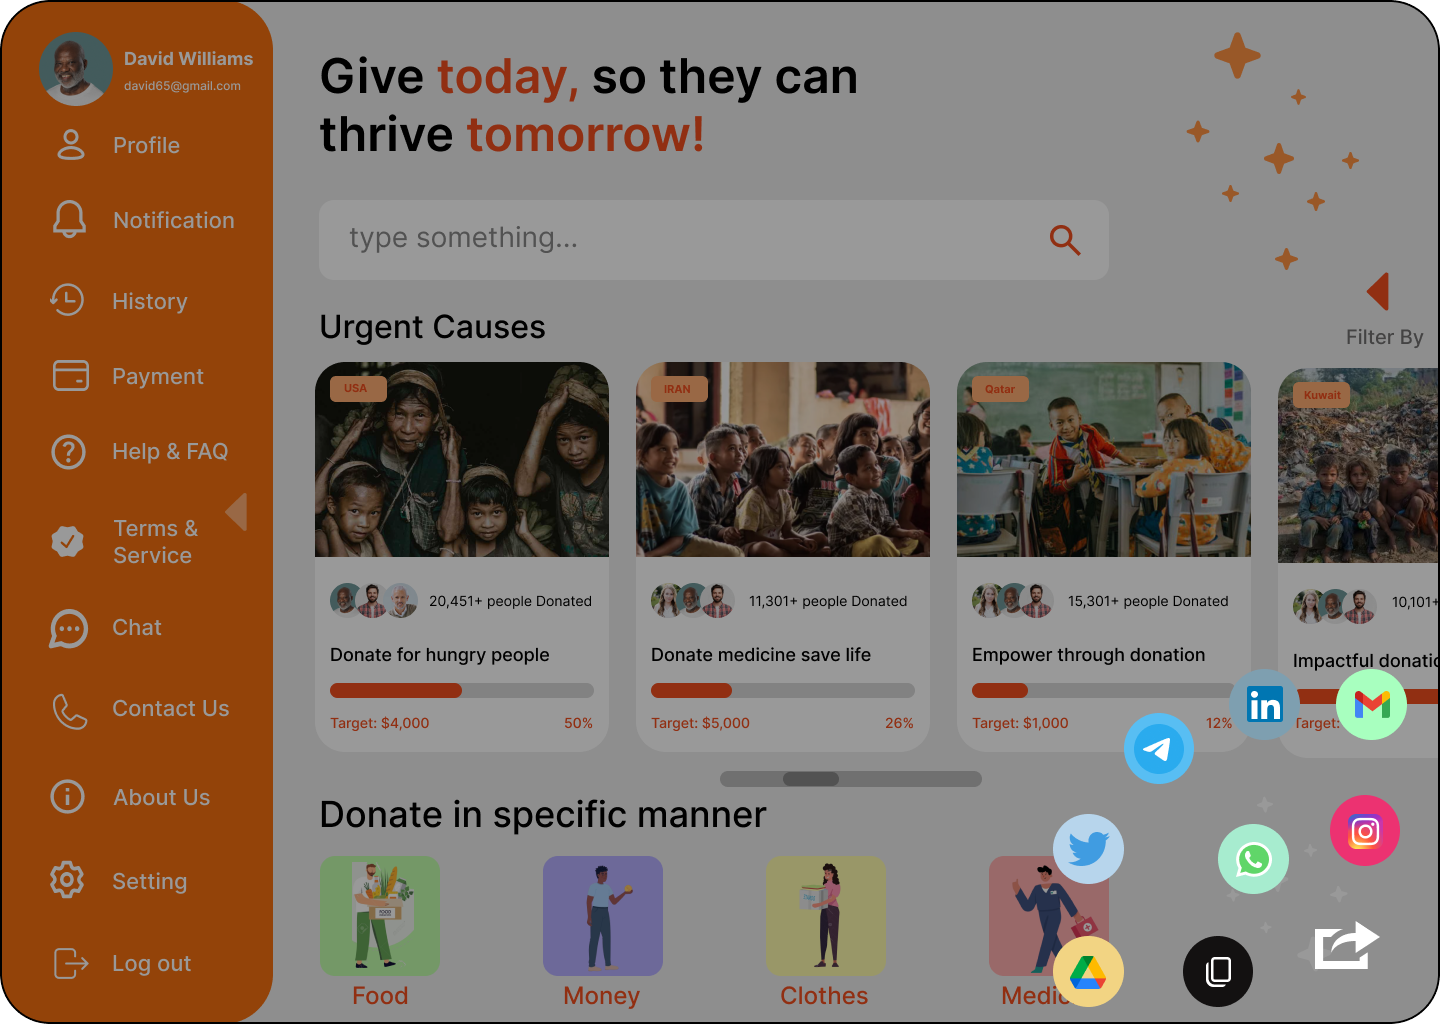 David Williams
david65@gmail.com
Profile
Notification
History
Payment
Help & FAQ
Terms &
Service
Chat
Contact Us
About Us
Setting
Log out
Give today, so they can
thrive tomorrow!
type something...
Filter By
Urgent Causes
USA
20,451+ people Donated
Donate for hungry people
Target: $4,000 50%
IRAN
11,301+ people Donated
Donate medicine save life
Target: $5,000 26%
Qatar
15,301+ people Donated
Empower through donation
Target: $1,000 12%
Kuwait
10,101+
Impactful donatio
Target:
in
Donate in specific manner
Food
Money
Clothes
Medic